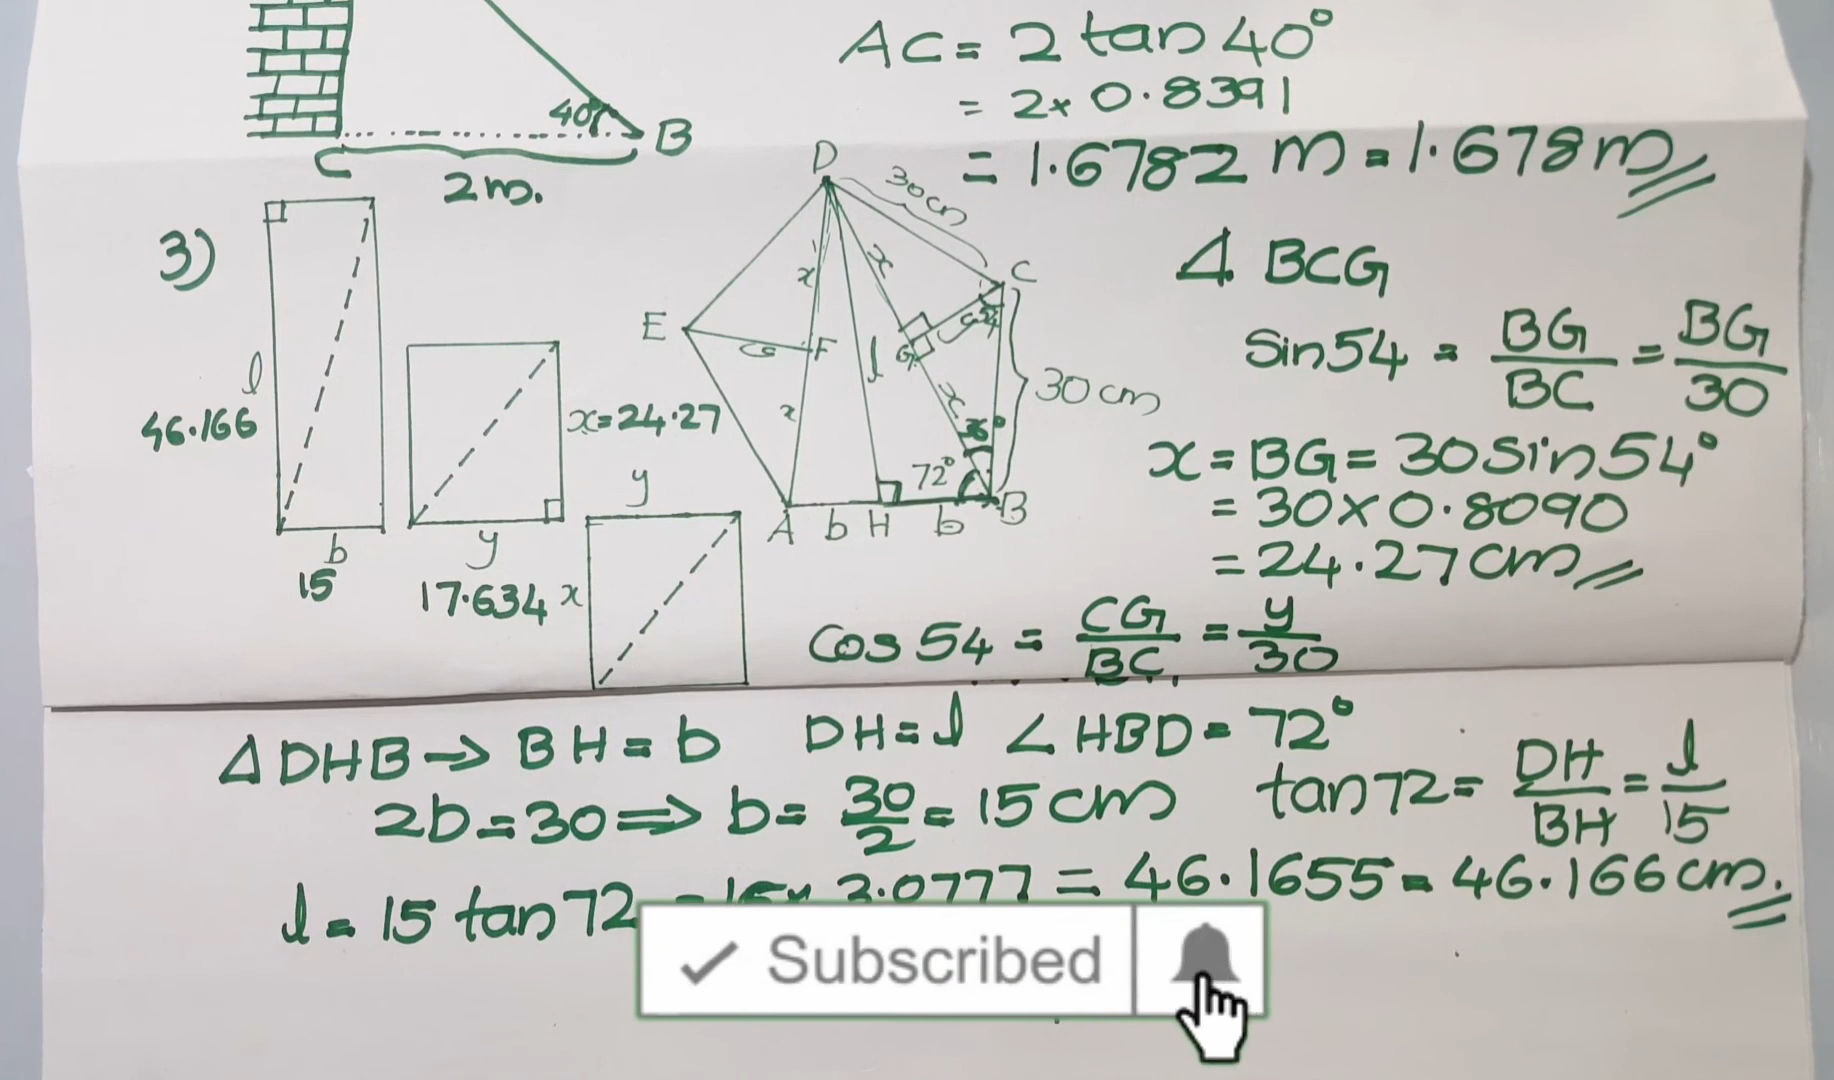 AC = 2 tan 40°
= 2 × 0.8391
= 1.6782 m = 1.678 m
40°
B
2 m.
3)
l
46.166
b
15
x = 24.27
y
17.634
y
x
D
30 cm
x
x
C
54
E
F
l
G
y
30 cm
x
x
36°
72°
A b H b B
Δ BCG
Sin 54 = BG/BC = BG/30
x = BG = 30 Sin 54°
= 30 × 0.8090
= 24.27 cm
Cos 54 = CG/BC = y/30
Δ DHB → BH = b DH = l ∠ HBD = 72°
2b = 30 ⇒ b = 30/2 = 15 cm tan 72 = DH/BH = l/15
l = 15 tan 72 = 15 × 3.0777 = 46.1655 = 46.166 cm.
Subscribed